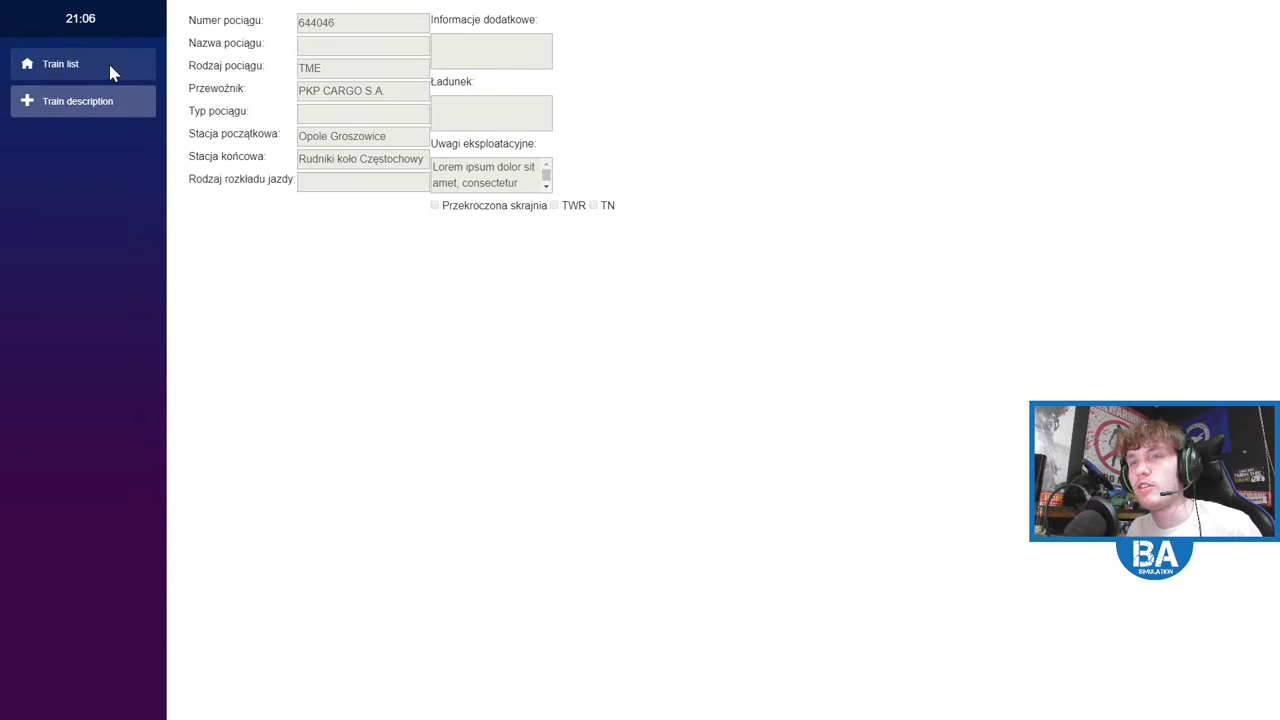 21:06
Train list
Train description
Numer pociągu: 644046
Nazwa pociągu:
Rodzaj pociągu: TME
Przewoźnik: PKP CARGO S.A.
Typ pociągu:
Stacja początkowa: Opole Groszowice
Stacja końcowa: Rudniki koło Częstochowy
Rodzaj rozkładu jazdy:
Informacje dodatkowe:
Ładunek:
Uwagi eksploatacyjne:
Lorem ipsum dolor sit
amet, consectetur
Przekroczona skrajnia TWR TN
BA
SIMULATION